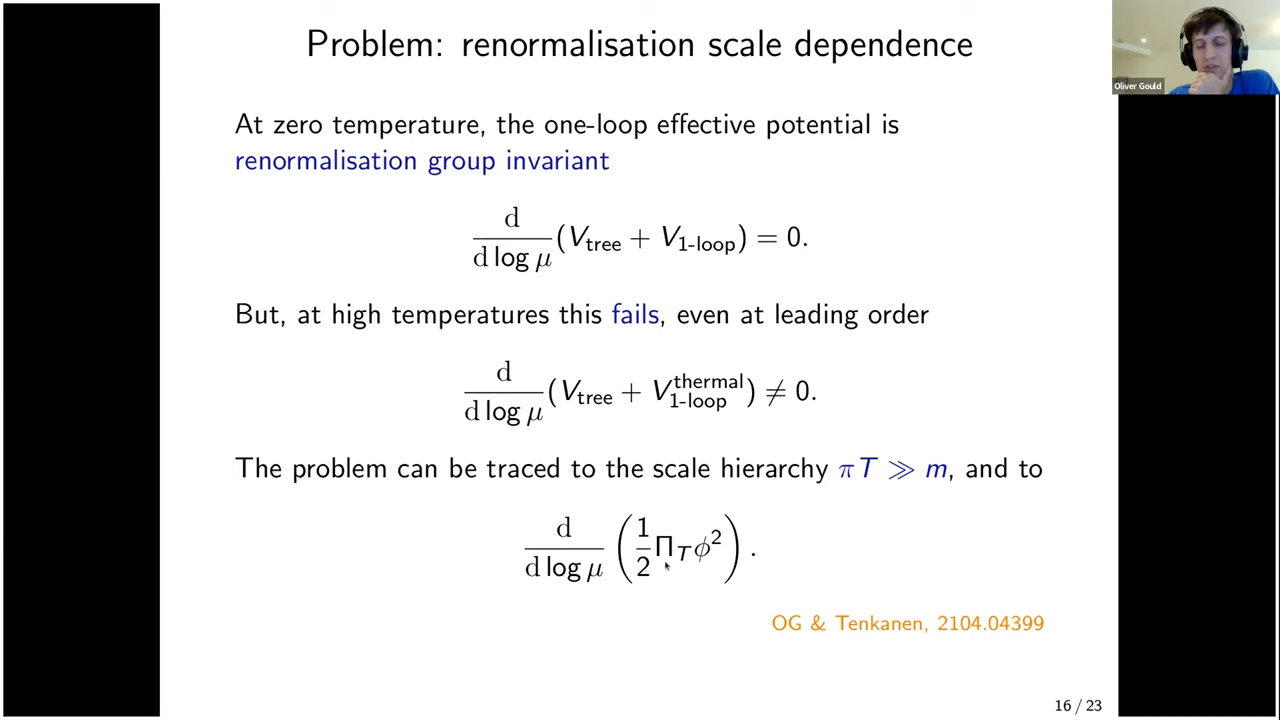 Problem: renormalisation scale dependence
Oliver Gould
At zero temperature, the one-loop effective potential is
renormalisation group invariant
d/(d log μ) (V_tree + V_1-loop) = 0.
But, at high temperatures this fails, even at leading order
d/(d log μ) (V_tree + V_1-loop^thermal) ≠ 0.
The problem can be traced to the scale hierarchy πT ≫ m, and to
d/(d log μ) (1/2 Π_T ϕ²).
OG & Tenkanen, 2104.04399
16 / 23